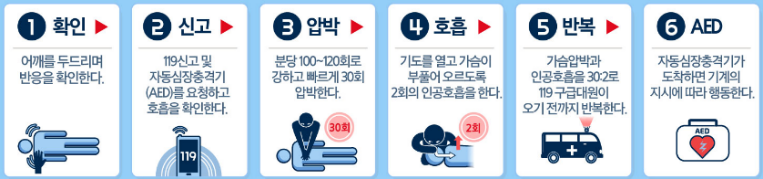 1 확인 ▶
어깨를 두드리며
반응을 확인한다.
2 신고 ▶
119신고 및
자동심장충격기
(AED)를 요청하고
호흡을 확인한다.
119
3 압박 ▶
분당 100~120회로
강하고 빠르게 30회
압박한다.
30회
4 호흡 ▶
기도를 열고 가슴이
부풀어 오르도록
2회의 인공호흡을 한다.
2회
5 반복 ▶
가슴압박과
인공호흡을 30:2로
119 구급대원이
오기 전까지 반복한다.
6 AED
자동심장충격기가
도착하면 기계의
지시에 따라 행동한다.
AED